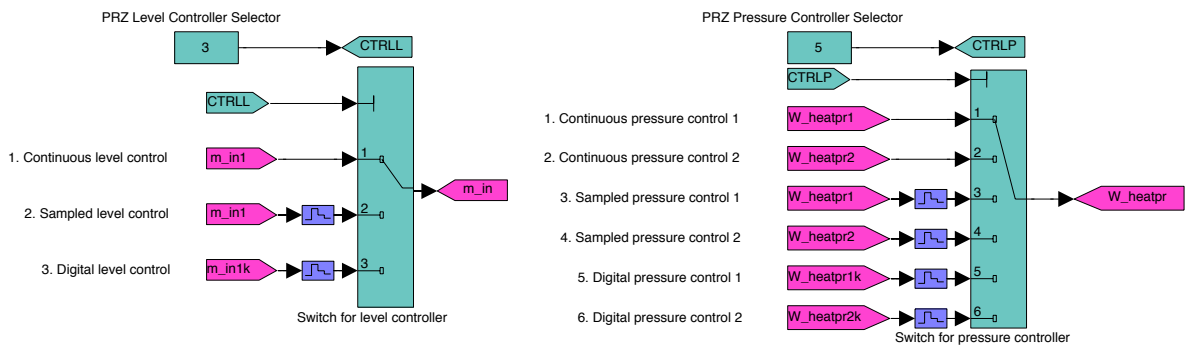 PRZ Level Controller Selector
3
CTRLL
CTRLL
1. Continuous level control
m_in1
1
m_in
2. Sampled level control
m_in1
2
3. Digital level control
m_in1k
3
Switch for level controller
PRZ Pressure Controller Selector
5
CTRLP
CTRLP
1. Continuous pressure control 1
W_heatpr1
1
2. Continuous pressure control 2
W_heatpr2
2
3. Sampled pressure control 1
W_heatpr1
3
W_heatpr
4. Sampled pressure control 2
W_heatpr2
4
5. Digital pressure control 1
W_heatpr1k
5
6. Digital pressure control 2
W_heatpr2k
6
Switch for pressure controller